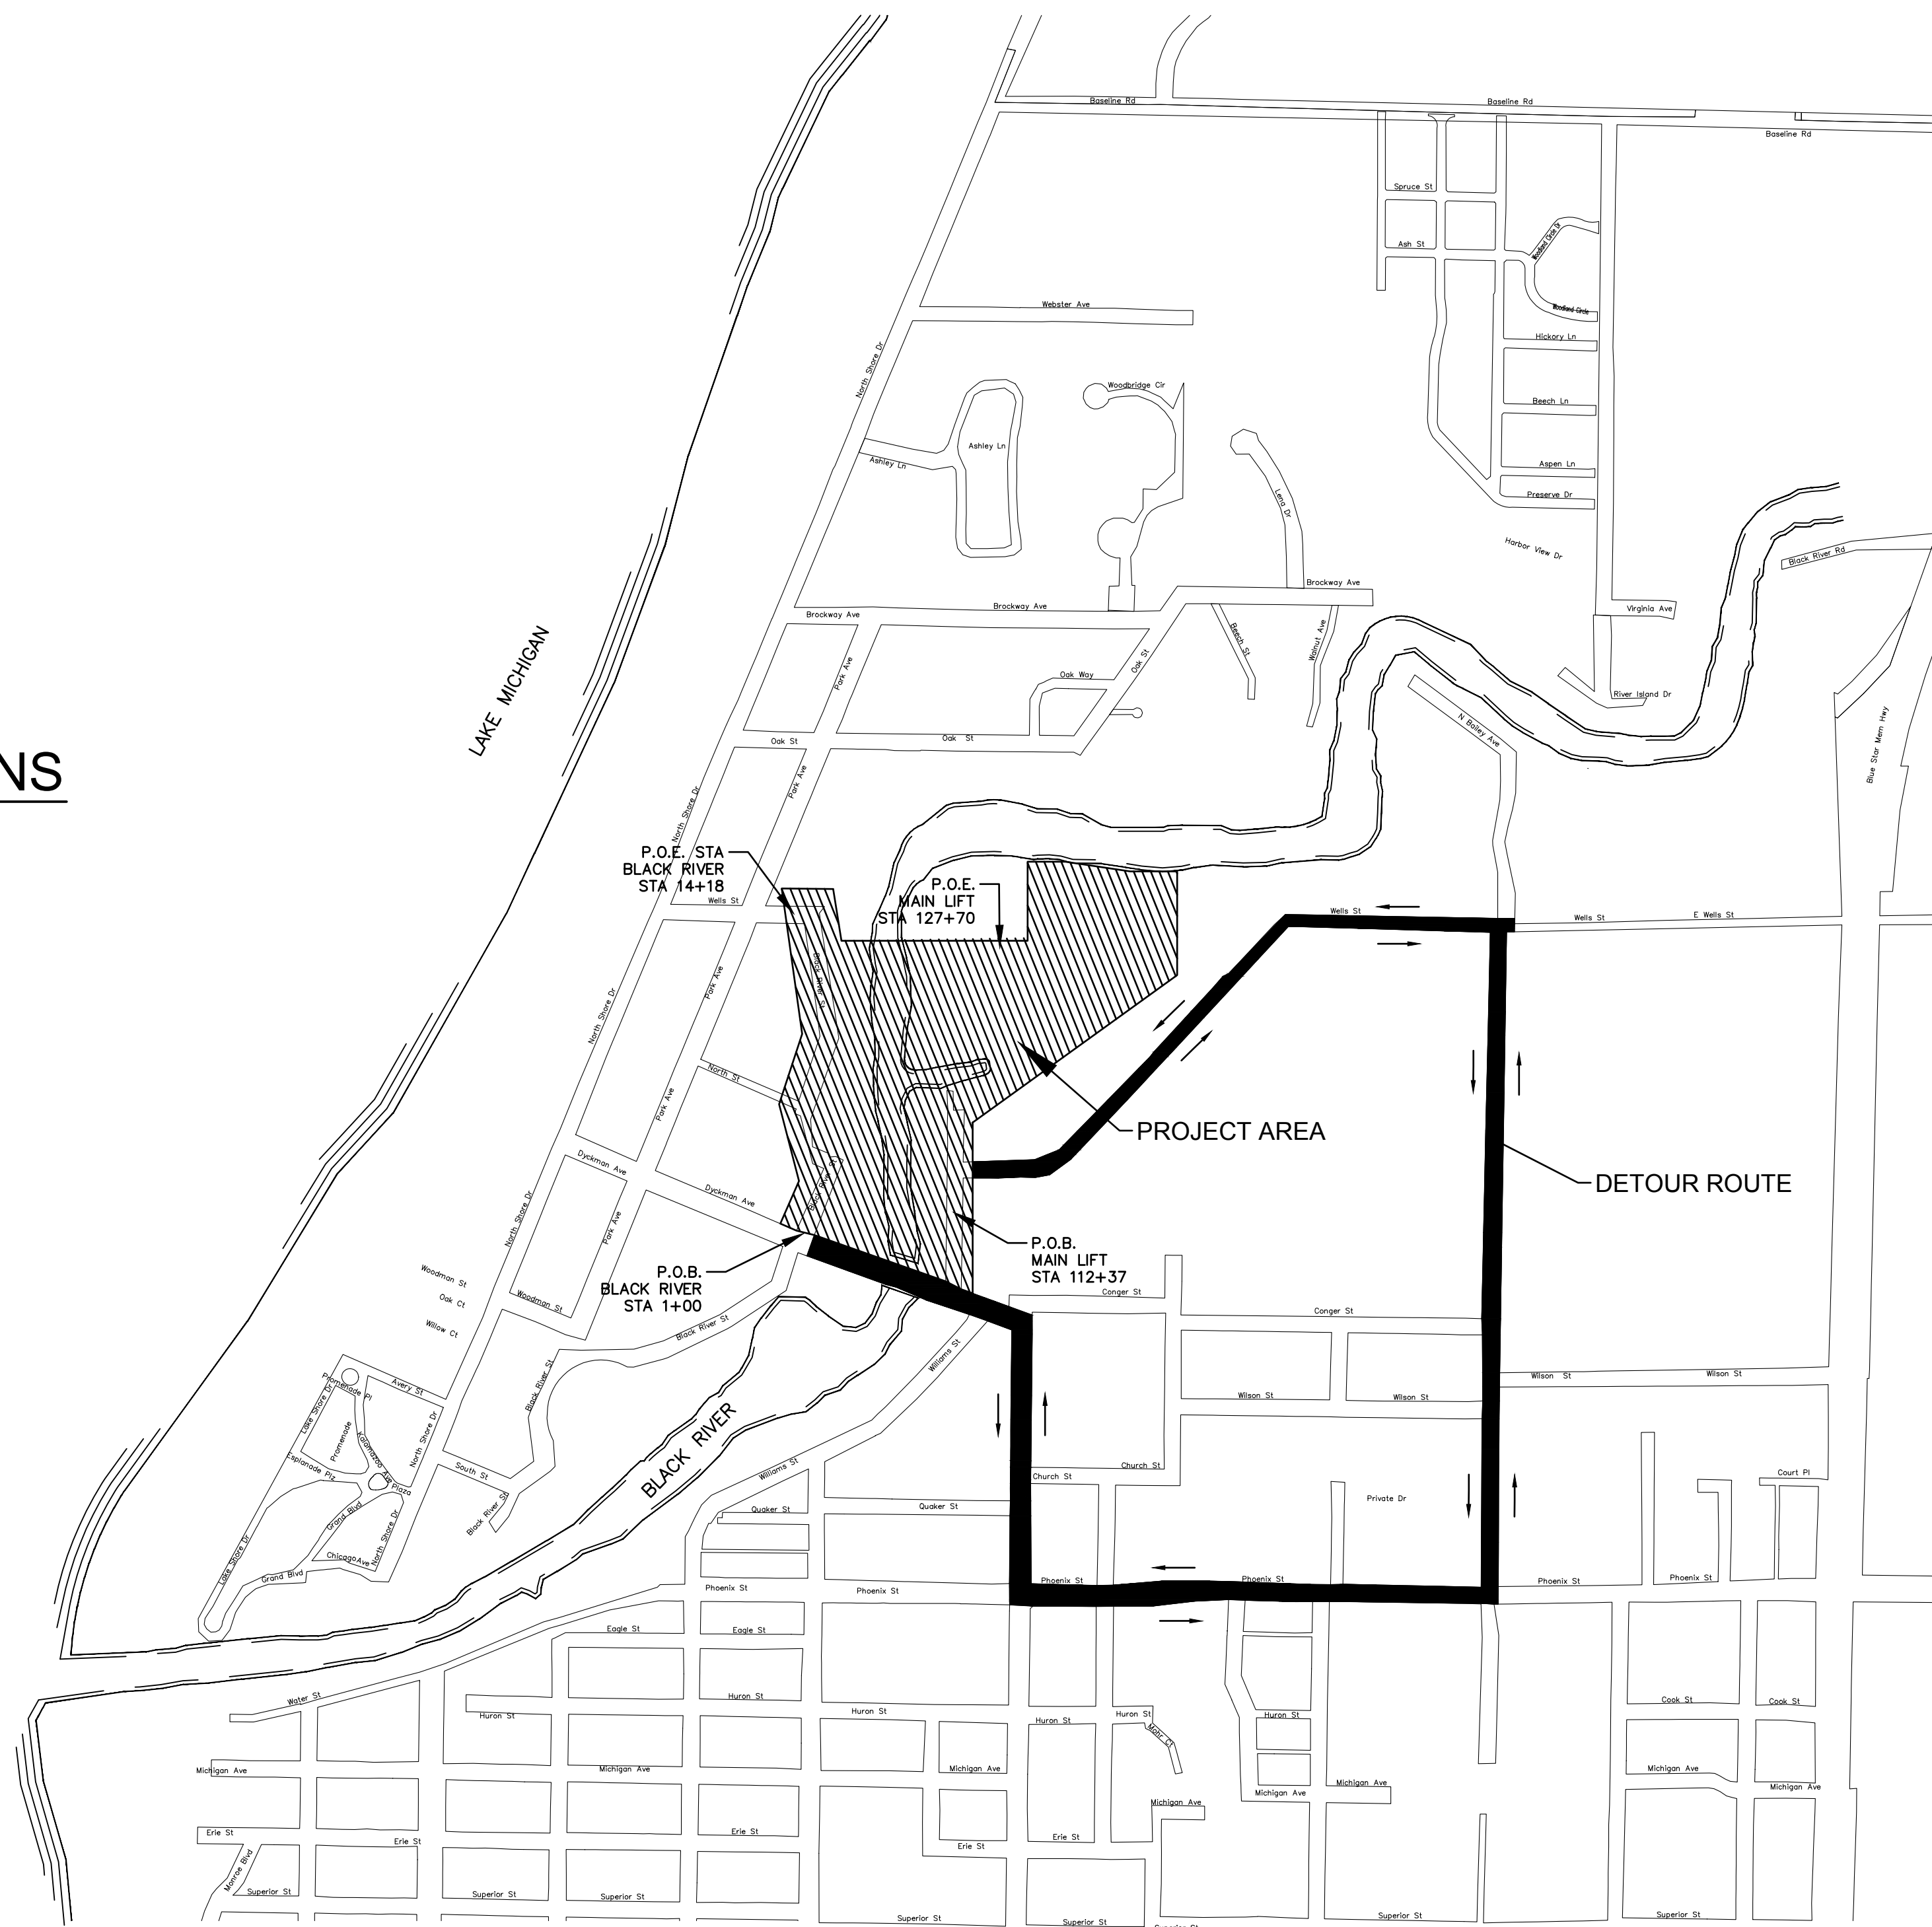 Baseline Rd
Baseline Rd
Baseline Rd
Spruce St
Ash St
Woodland Circle Dr
Woodland Circle
Webster Ave
Hickory Ln
North Shore Dr
Woodbridge Cir
Beech Ln
Ashley Ln
Ashley Ln
Aspen Ln
Lena Dr
Preserve Dr
Harbor View Dr
Black River Rd
Brockway Ave
Brockway Ave
Brockway Ave
Virginia Ave
LAKE MICHIGAN
Beech St
Walnut Ave
Oak St
Park Ave
Oak Way
River Island Dr
N Bailey Ave
Blue Star Mem Hwy
Oak St
Oak St
NS
Park Ave
North Shore Dr
P.O.E. STA
BLACK RIVER
STA 14+18
P.O.E.
MAIN LIFT
STA 127+70
Wells St
Wells St
Wells St
E Wells St
Black River St
Park Ave
North Shore Dr
North St
Park Ave
PROJECT AREA
Dyckman Ave
DETOUR ROUTE
Black River St
Dyckman Ave
North Shore Dr
Park Ave
P.O.B.
MAIN LIFT
STA 112+37
P.O.B.
BLACK RIVER
STA 1+00
Woodman St
Oak Ct
Willow Ct
Woodman St
Conger St
Conger St
Black River St
Williams St
Wilson St
Wilson St
Wilson St
Wilson St
Black River St
Avery St
Promenade Pl
Lake Shore Dr
Promenade
Kalamazoo Ave
North Shore Dr
Esplanade Plz
Plaza
South St
Black River St
BLACK RIVER
Williams St
Church St
Church St
Court Pl
Private Dr
Quaker St
Quaker St
Grand Blvd
North Shore Dr
Chicago Ave
Lake Shore Dr
Grand Blvd
Phoenix St
Phoenix St
Phoenix St
Phoenix St
Phoenix St
Phoenix St
Eagle St
Eagle St
Water St
Huron St
Huron St
Huron St
Huron St
Huron St
Huron St
Cook St
Cook St
Mohr Ct
Michigan Ave
Michigan Ave
Michigan Ave
Michigan Ave
Michigan Ave
Michigan Ave
Michigan Ave
Michigan Ave
Erie St
Erie St
Erie St
Erie St
Erie St
Monroe Blvd
Superior St
Superior St
Superior St
Superior St
Superior St
Superior St
Superior St